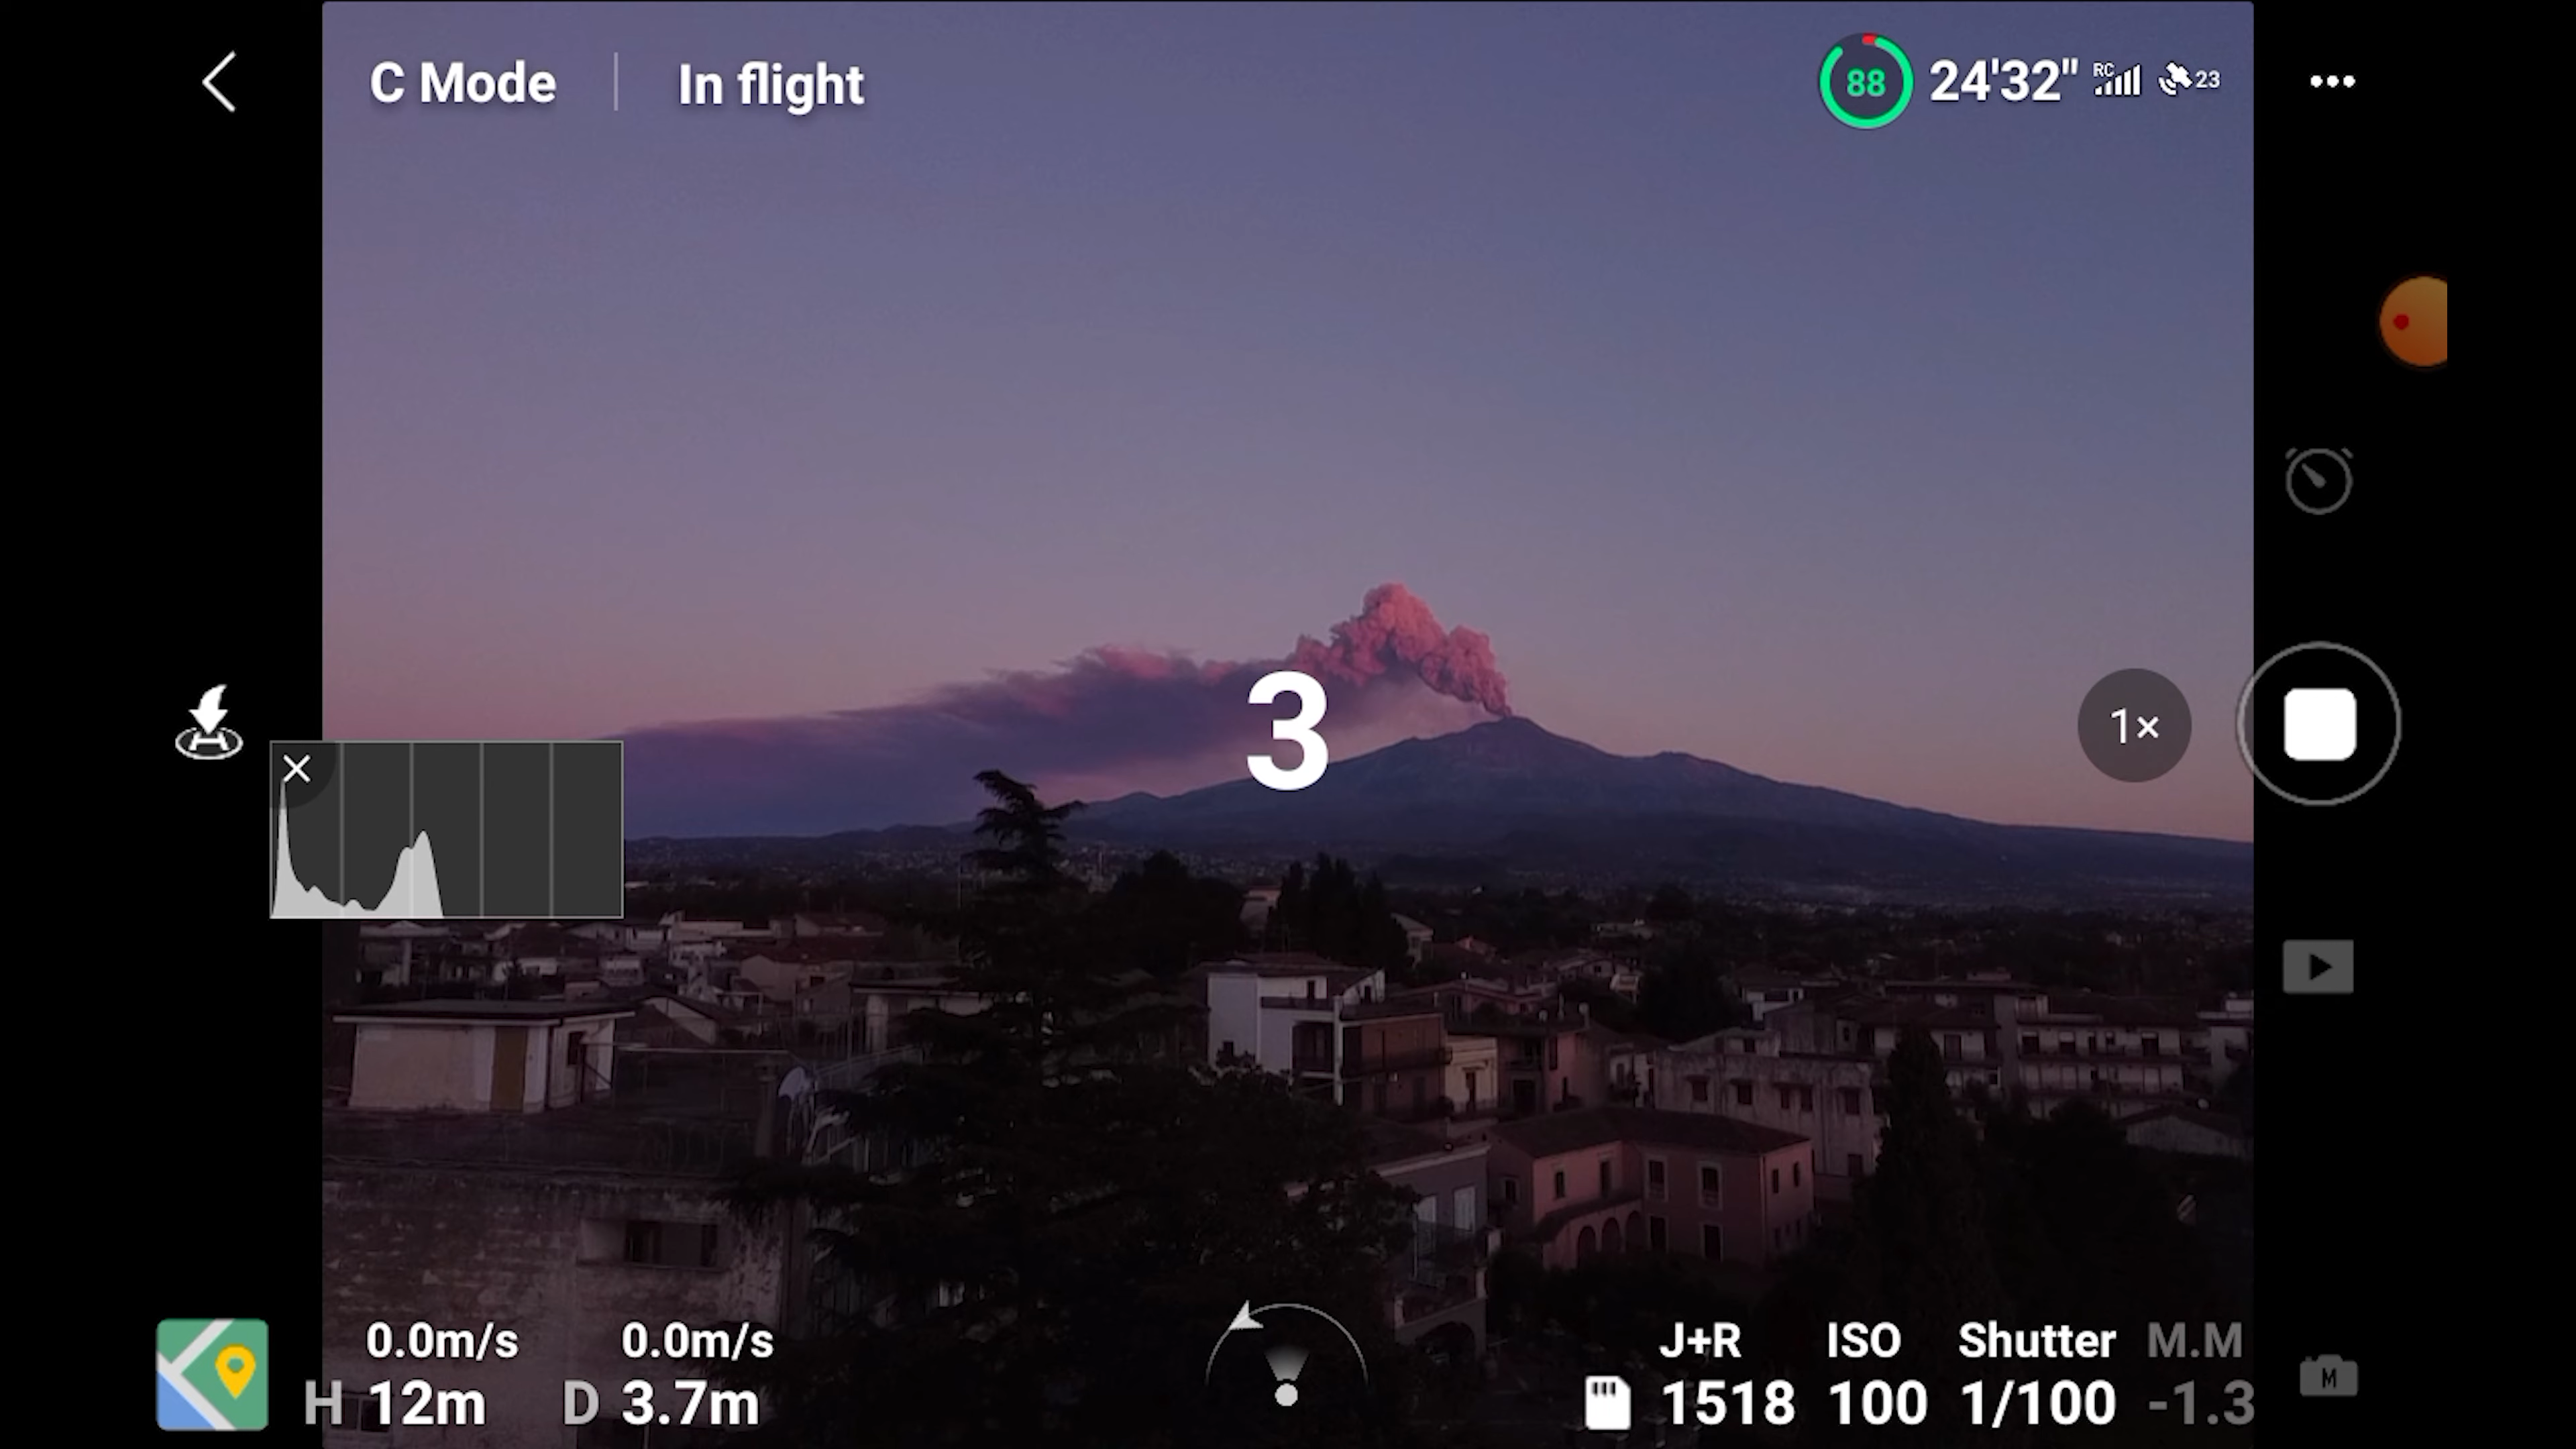 C Mode In flight 88 24'32" RC 23
3
1×
0.0m/s 0.0m/s J+R ISO Shutter M.M
H 12m D 3.7m 1518 100 1/100 -1.3 M